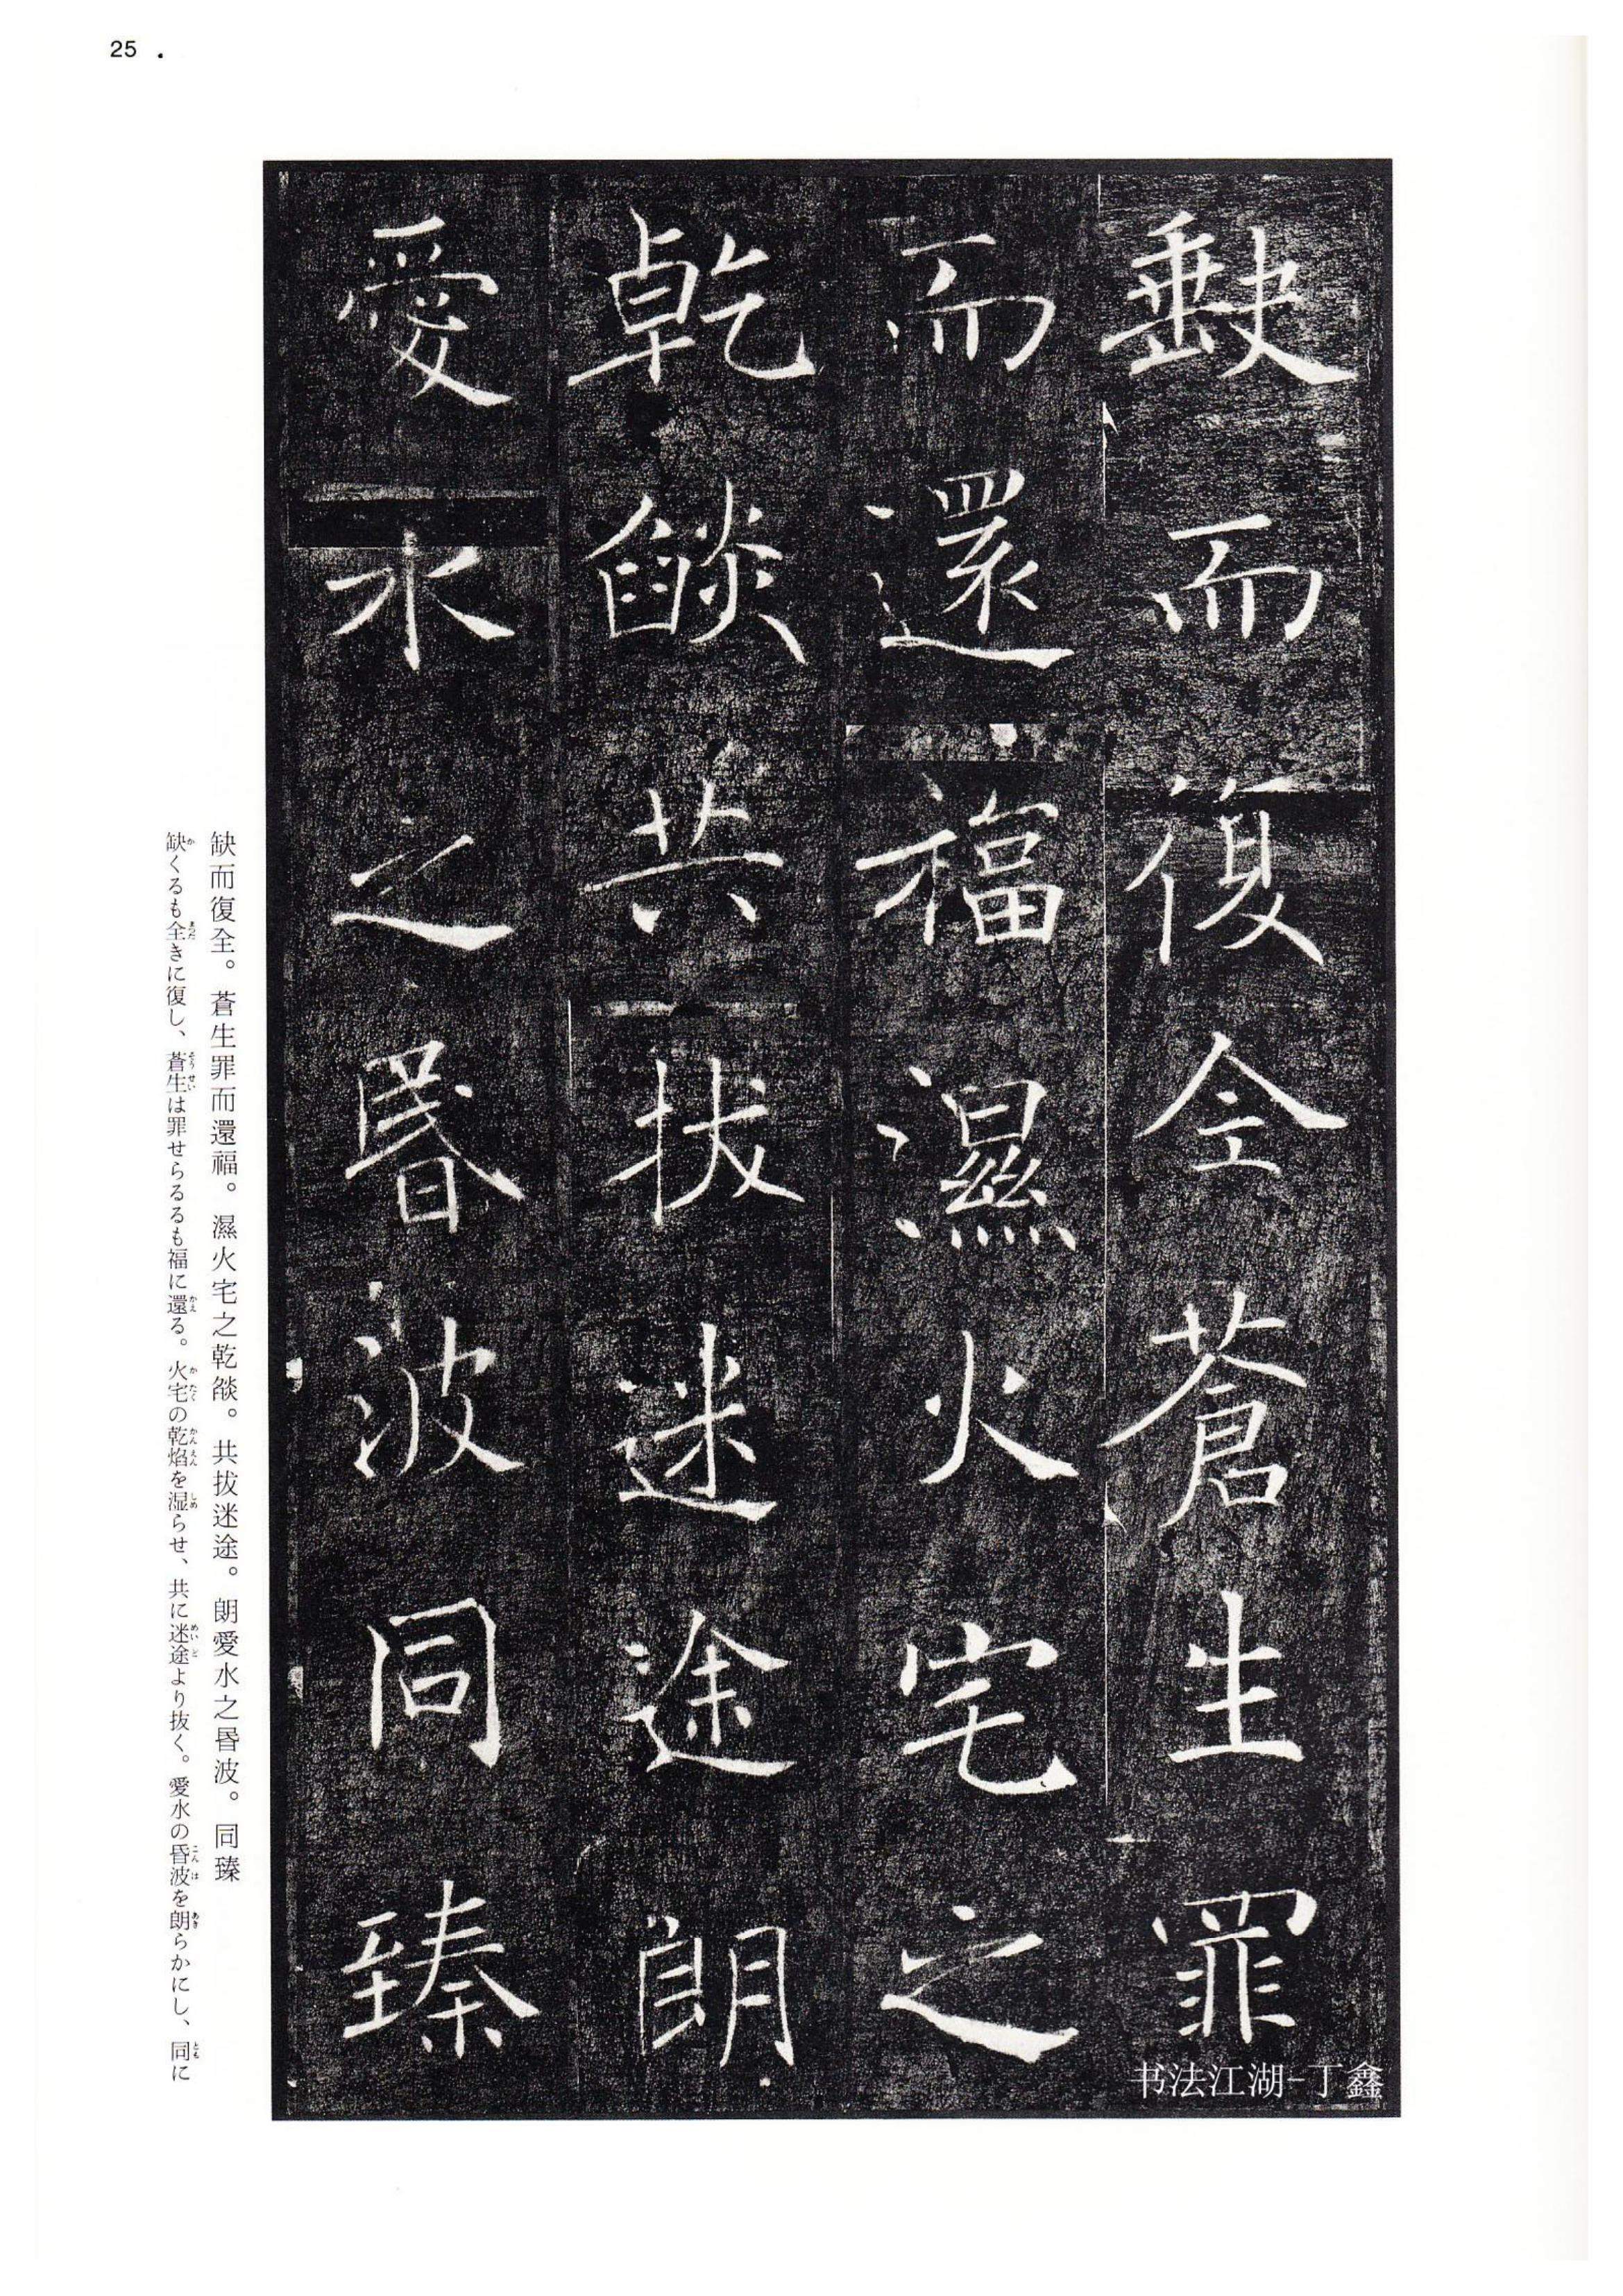 25
缺而復全蒼生罪
而還福濕火宅之
乾燄共拔迷途朗
愛水之昬波同臻
书法江湖-丁鑫
缺而復全。蒼生罪而還福。濕火宅之乾燄。共拔迷途。朗愛水之昬波。同臻
缺くるも全きに復し、蒼生は罪せらるるも福に還る。火宅の乾焰を湿らせ、共に迷途より抜く。愛水の昏波を朗らかにし、同に